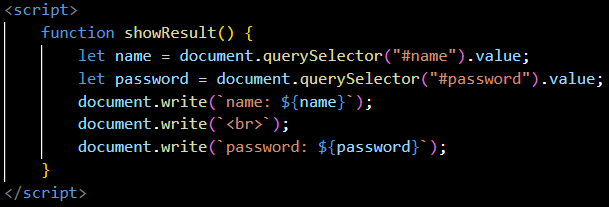 <script>
function showResult() {
let name = document.querySelector("#name").value;
let password = document.querySelector("#password").value;
document.write(`name: ${name}`);
document.write(`<br>`);
document.write(`password: ${password}`);
}
</script>